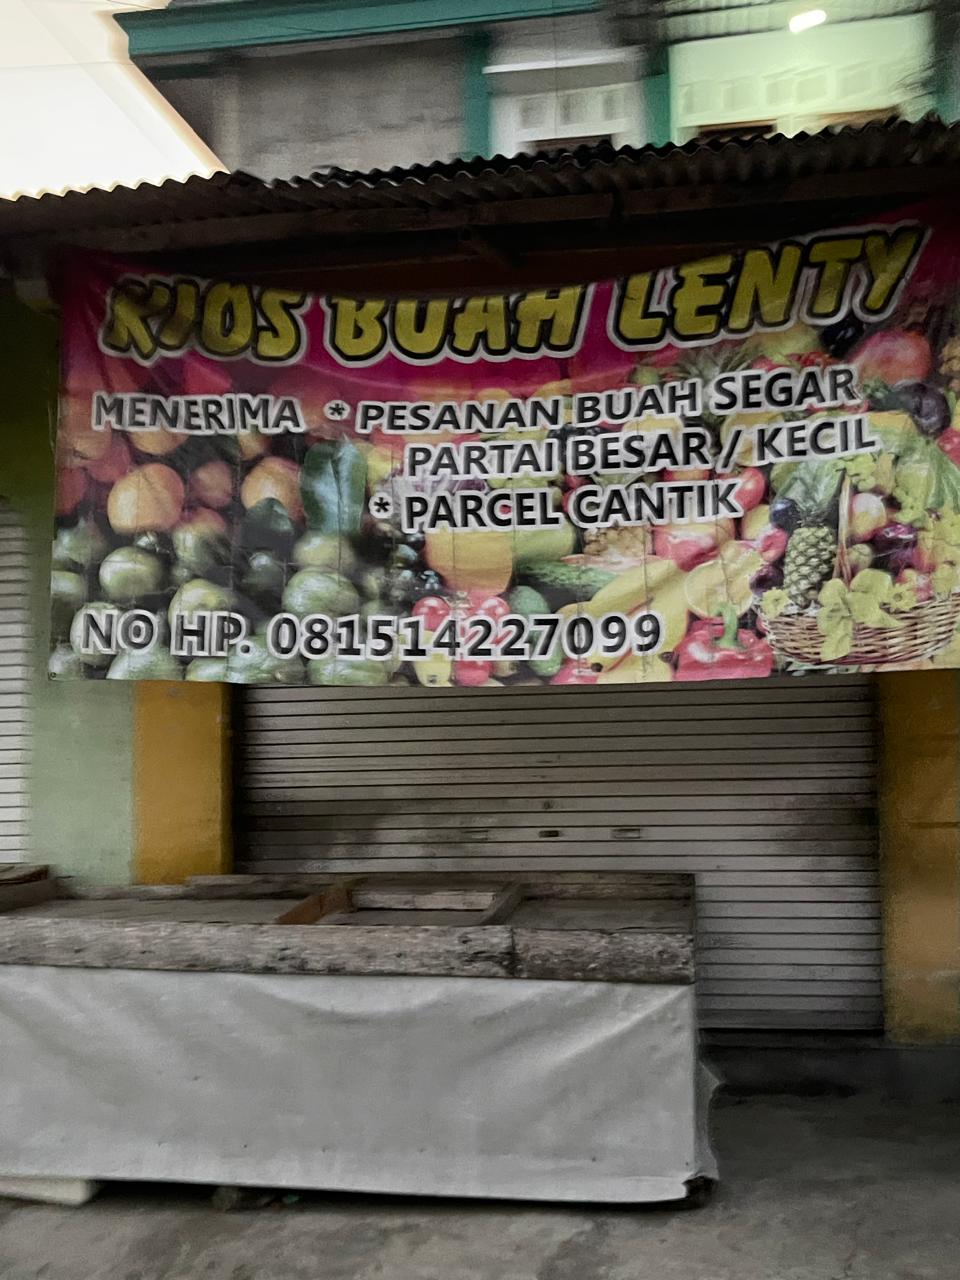 KIOS BUAH LENTY
MENERIMA * PESANAN BUAH SEGAR
PARTAI BESAR / KECIL
* PARCEL CANTIK
NO HP. 081514227099